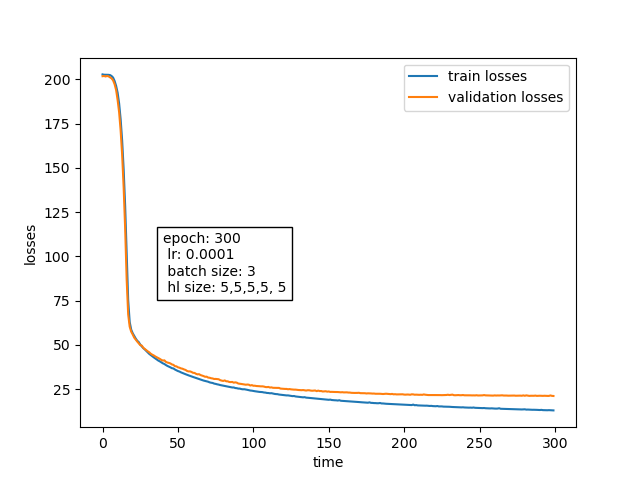 train losses
validation losses
200
175
150
125
100
75
50
25
losses
epoch: 300
lr: 0.0001
batch size: 3
hl size: 5,5,5,5, 5
0 50 100 150 200 250 300
time